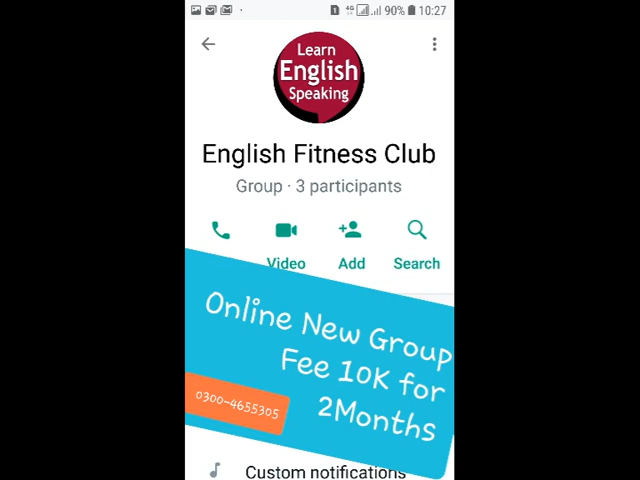 90% 10:27
Learn
English
Speaking
English Fitness Club
Group · 3 participants
Video Add Search
Online New Group
Fee 10K for
2Months
0300-4655305
Custom notifications